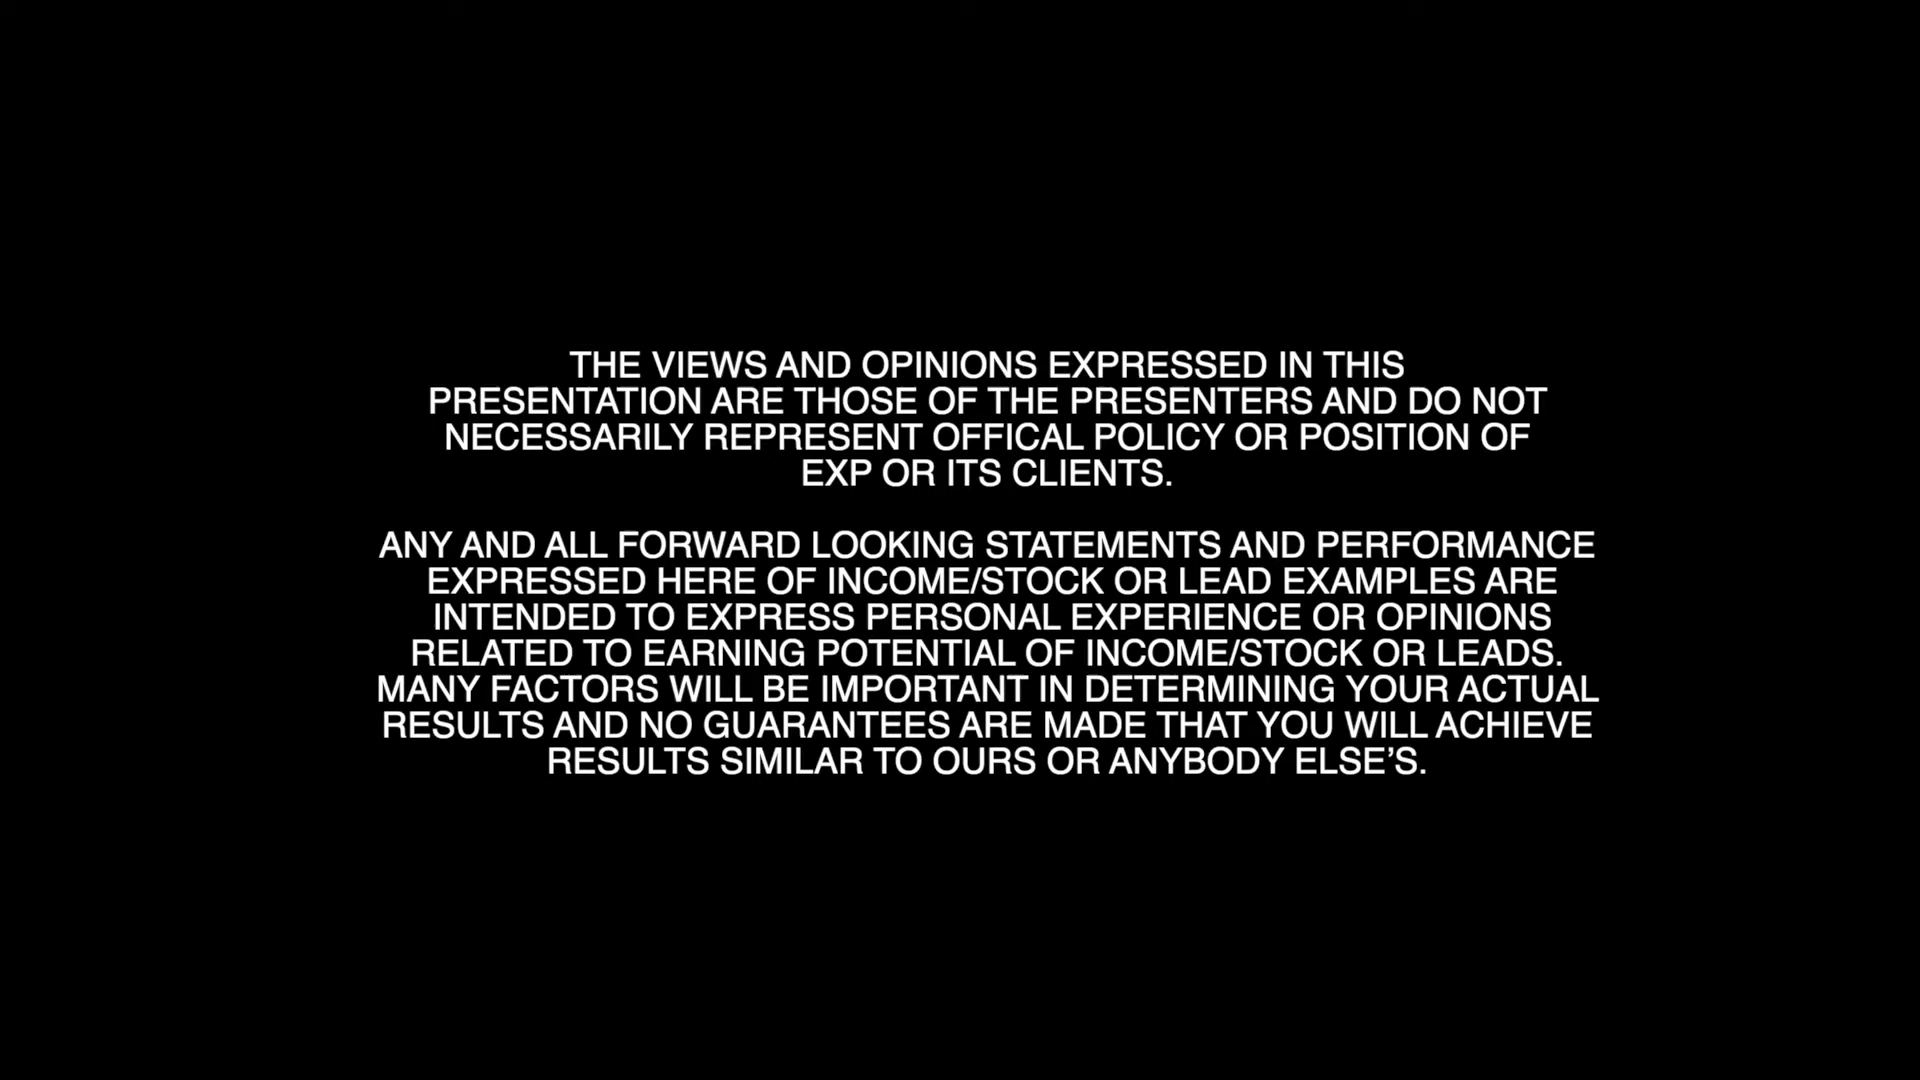 THE VIEWS AND OPINIONS EXPRESSED IN THIS
PRESENTATION ARE THOSE OF THE PRESENTERS AND DO NOT
NECESSARILY REPRESENT OFFICAL POLICY OR POSITION OF
EXP OR ITS CLIENTS.
ANY AND ALL FORWARD LOOKING STATEMENTS AND PERFORMANCE
EXPRESSED HERE OF INCOME/STOCK OR LEAD EXAMPLES ARE
INTENDED TO EXPRESS PERSONAL EXPERIENCE OR OPINIONS
RELATED TO EARNING POTENTIAL OF INCOME/STOCK OR LEADS.
MANY FACTORS WILL BE IMPORTANT IN DETERMINING YOUR ACTUAL
RESULTS AND NO GUARANTEES ARE MADE THAT YOU WILL ACHIEVE
RESULTS SIMILAR TO OURS OR ANYBODY ELSE’S.